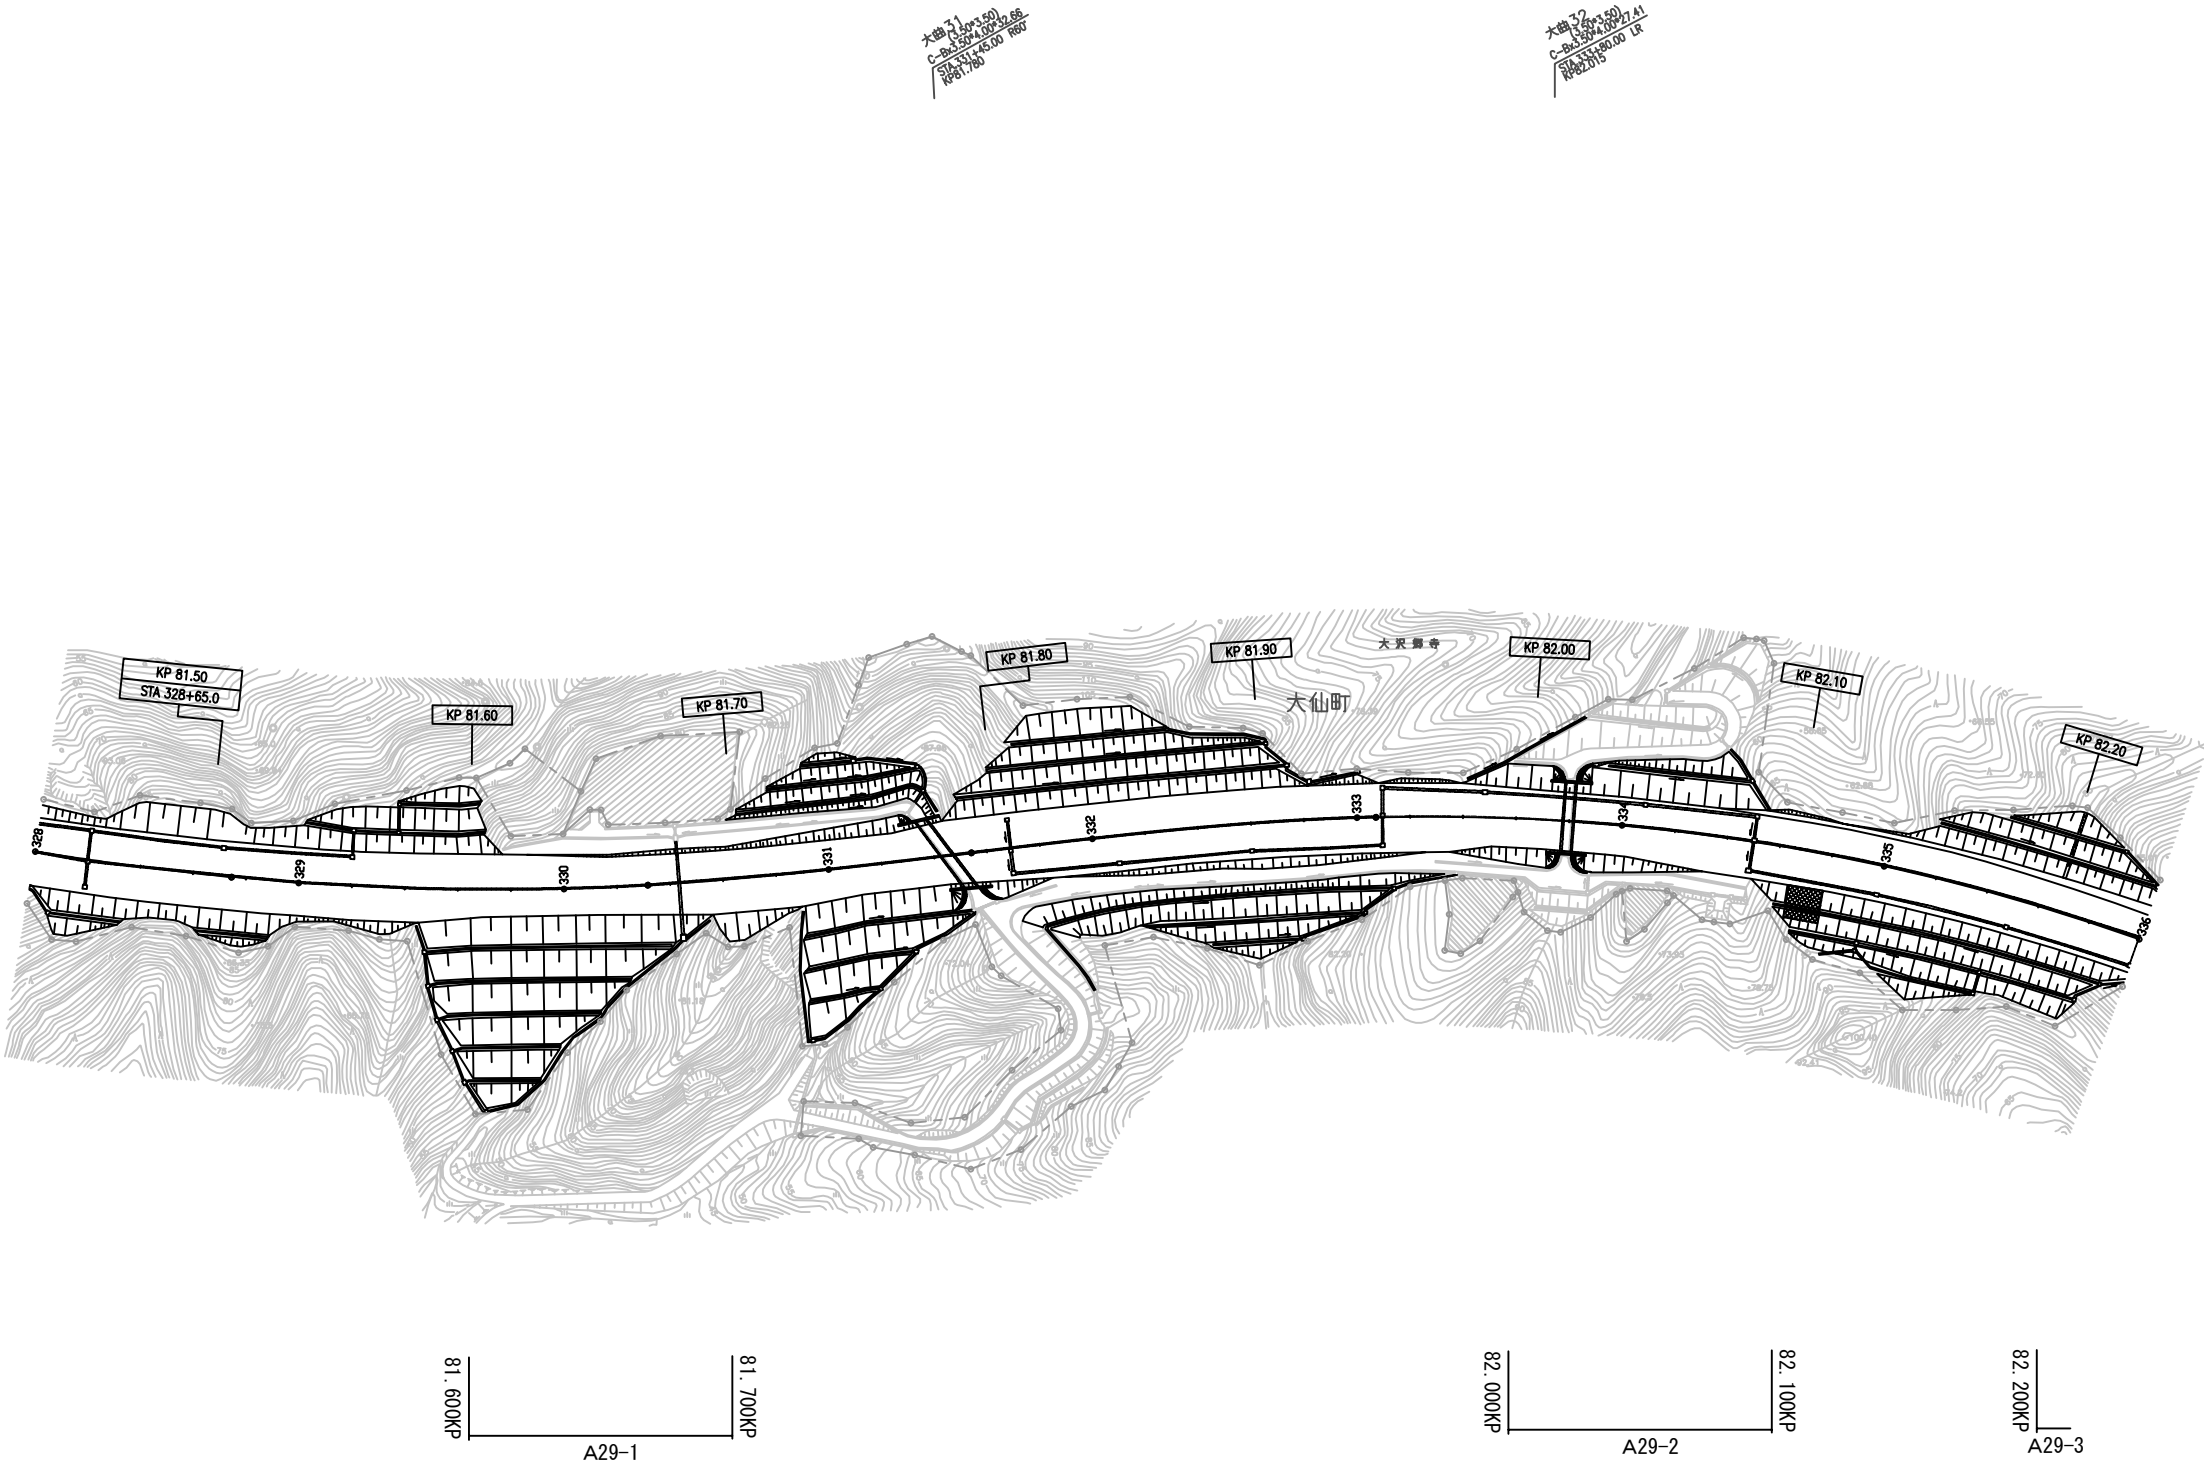 大曲31
(3.50*3.50)
C-Bx3.50*4.00*32.66
STA.331+45.00 R60°
KP81.780
大曲32
(3.50*3.50)
C-Bx3.50*4.00*27.41
STA.333+80.00 LR
KP82.015
KP 81.50
STA 328+65.0
KP 81.60
KP 81.70
KP 81.80
KP 81.90
大沢郷寺
大仙町
KP 82.00
KP 82.10
KP 82.20
328
329
330
331
332
333
334
335
336
81.600KP
81.700KP
A29-1
82.000KP
82.100KP
A29-2
82.200KP
A29-3